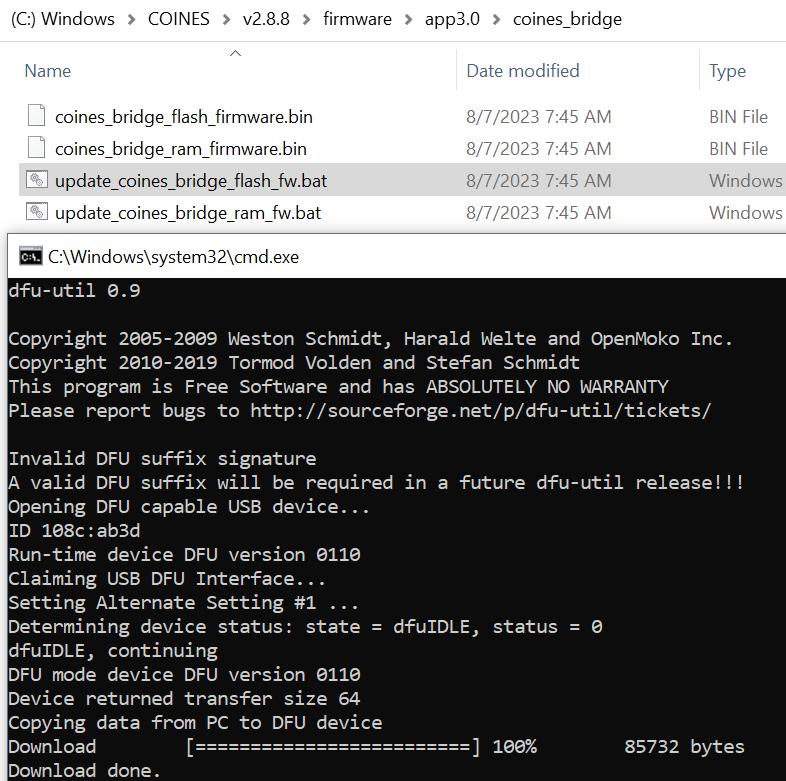 (C:) Windows > COINES > v2.8.8 > firmware > app3.0 > coines_bridge
Name Date modified Type
coines_bridge_flash_firmware.bin 8/7/2023 7:45 AM BIN File
coines_bridge_ram_firmware.bin 8/7/2023 7:45 AM BIN File
update_coines_bridge_flash_fw.bat 8/7/2023 7:45 AM Windows
update_coines_bridge_ram_fw.bat 8/7/2023 7:45 AM Windows
C:\Windows\system32\cmd.exe
dfu-util 0.9
Copyright 2005-2009 Weston Schmidt, Harald Welte and OpenMoko Inc.
Copyright 2010-2019 Tormod Volden and Stefan Schmidt
This program is Free Software and has ABSOLUTELY NO WARRANTY
Please report bugs to http://sourceforge.net/p/dfu-util/tickets/
Invalid DFU suffix signature
A valid DFU suffix will be required in a future dfu-util release!!!
Opening DFU capable USB device...
ID 108c:ab3d
Run-time device DFU version 0110
Claiming USB DFU Interface...
Setting Alternate Setting #1 ...
Determining device status: state = dfuIDLE, status = 0
dfuIDLE, continuing
DFU mode device DFU version 0110
Device returned transfer size 64
Copying data from PC to DFU device
Download [=========================] 100% 85732 bytes
Download done.